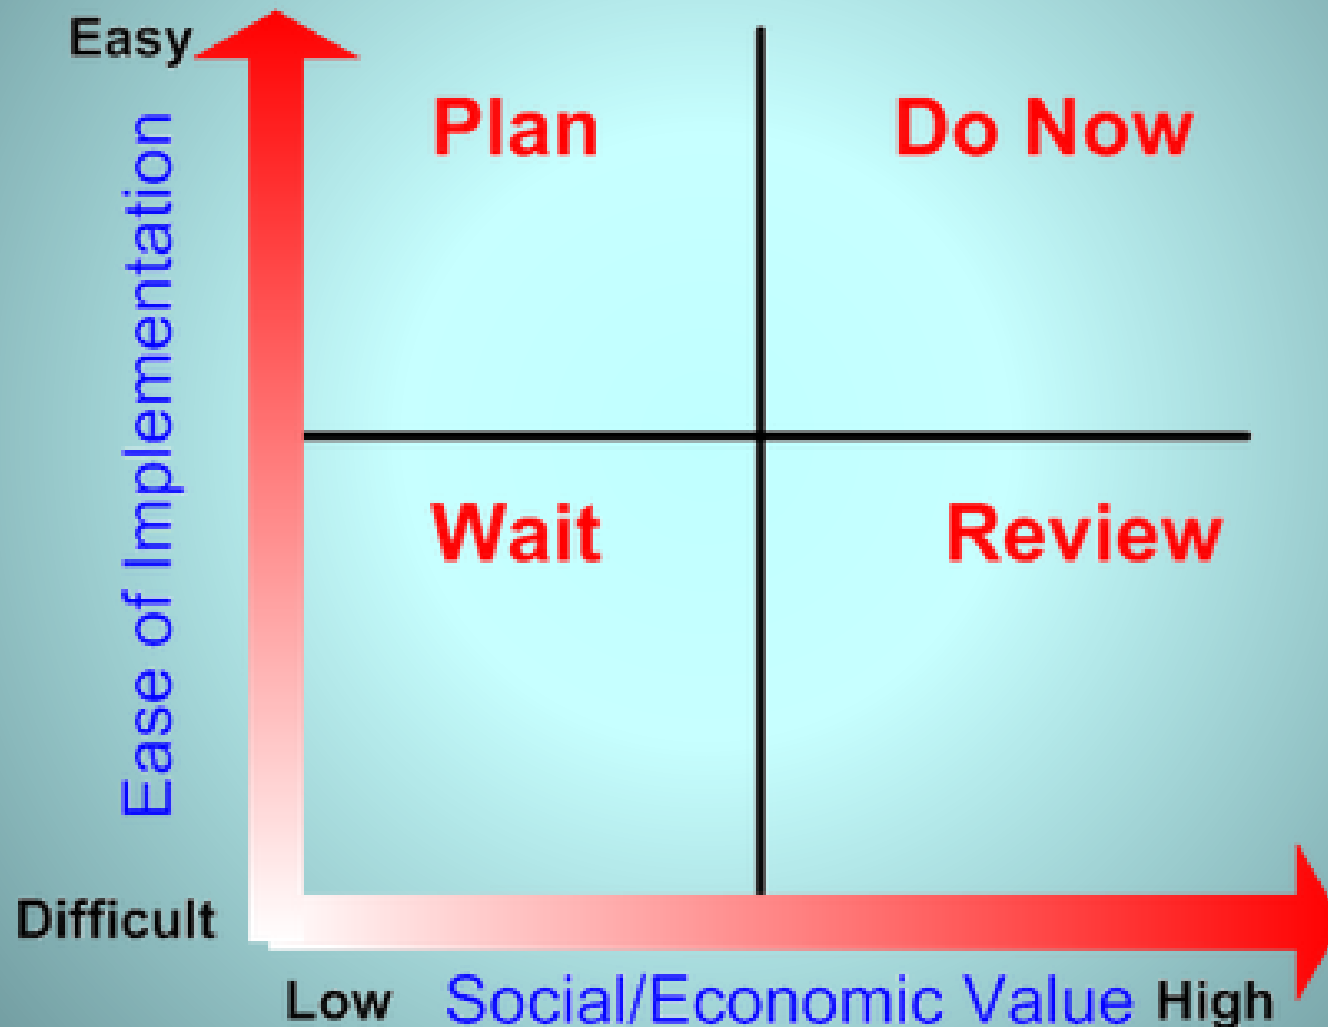 Easy
Plan
Do Now
Ease of Implementation
Wait
Review
Difficult
Low
Social/Economic Value
High